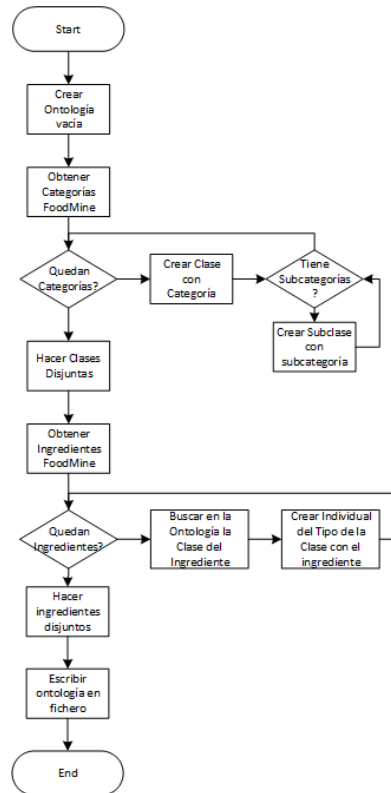 Start
Crear
Ontología
vacía
Obtener
Categorías
FoodMine
Quedan
Categorías?
Crear Clase
con
Categoría
Tiene
Subcategorías
?
Crear Subclase
con
subcategoría
Hacer Clases
Disjuntas
Obtener
Ingredientes
FoodMine
Quedan
Ingredientes?
Buscar en la
Ontología la
Clase del
Ingrediente
Crear Individual
del Tipo de la
Clase con el
ingrediente
Hacer
ingredientes
disjuntos
Escribir
ontología en
fichero
End